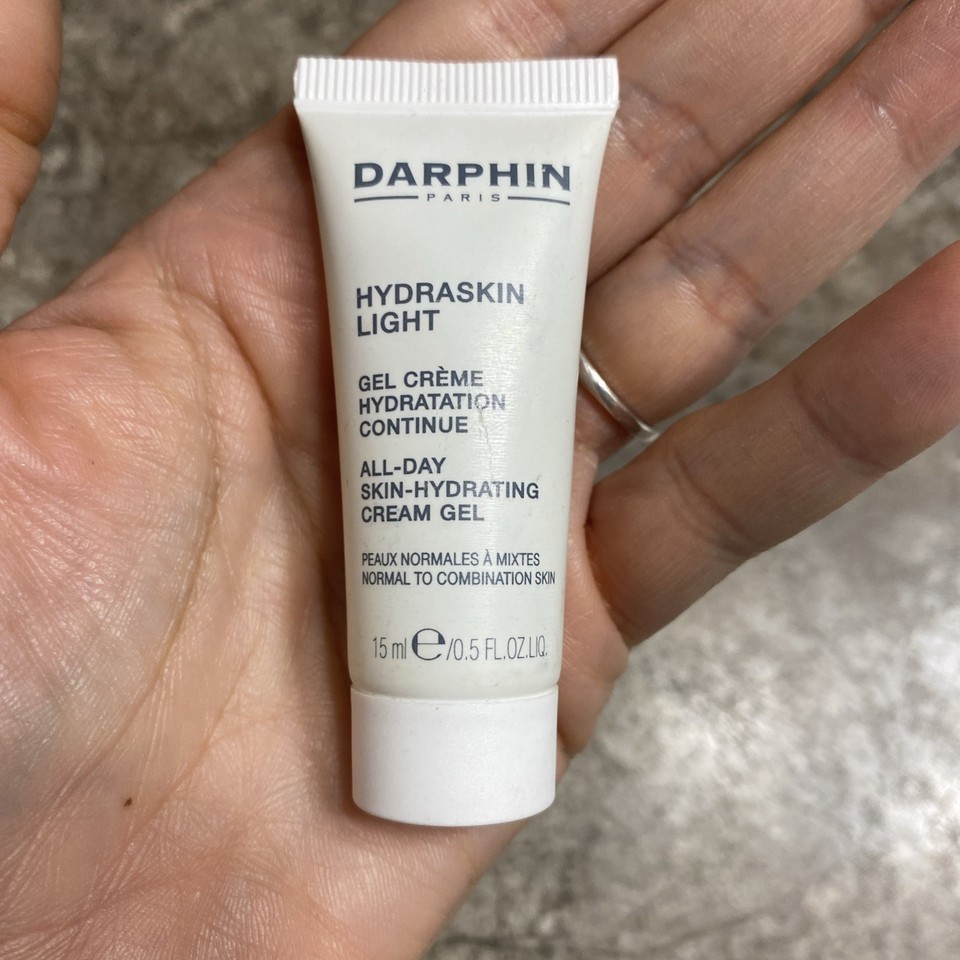 DARPHIN
PARIS
HYDRASKIN
LIGHT
GEL CRÈME
HYDRATATION
CONTINUE
ALL-DAY
SKIN-HYDRATING
CREAM GEL
PEAUX NORMALES À MIXTES
NORMAL TO COMBINATION SKIN
15 ml ℮/0.5 FL.OZ.LIQ.